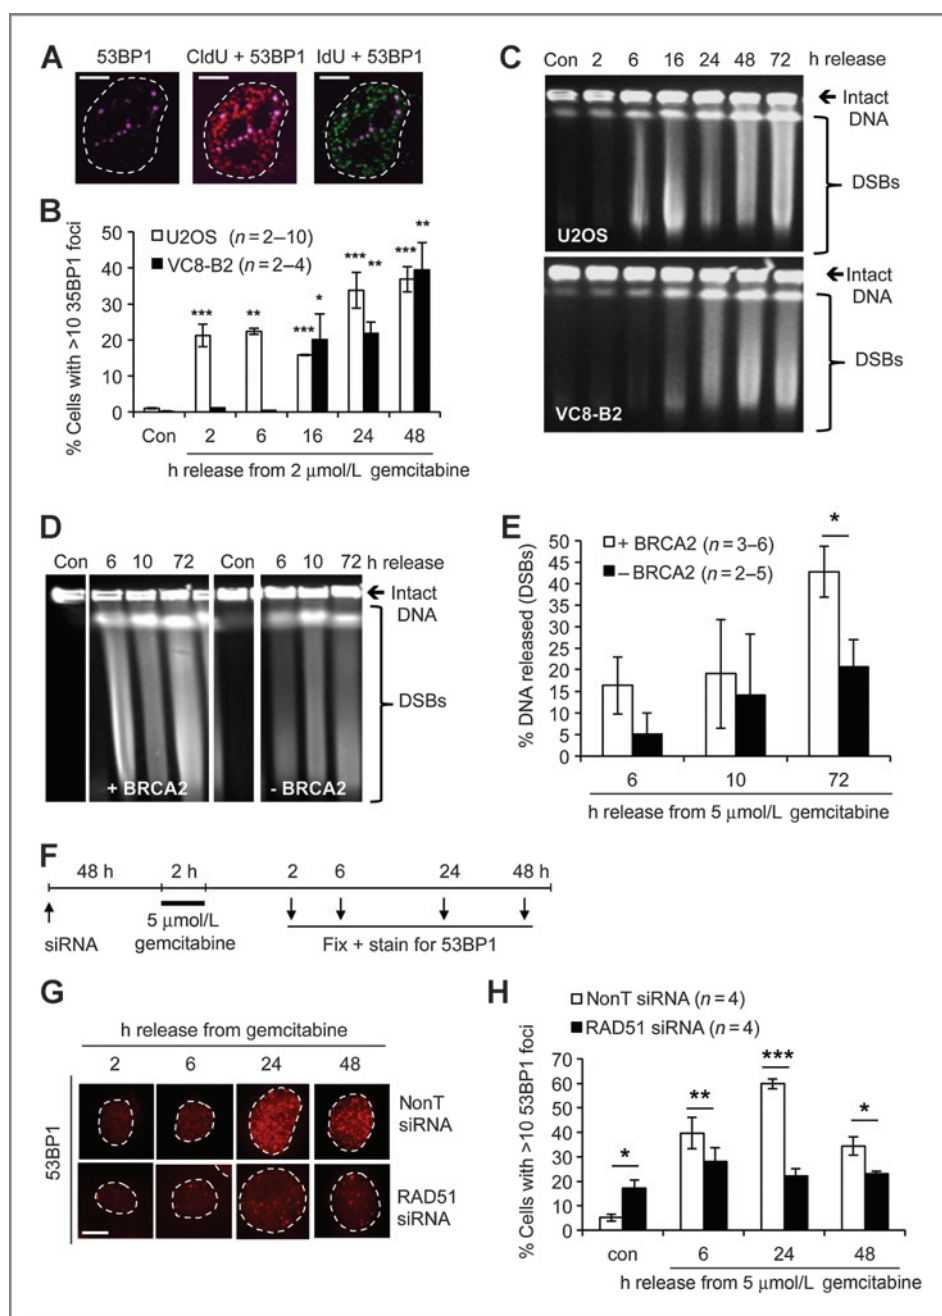 A
53BP1 CldU + 53BP1 IdU + 53BP1
B
% Cells with >10 35BP1 foci
U2OS (n = 2–10)
VC8-B2 (n = 2–4)
50
40
30
20
10
0
*** ** *** * *** ** *** **
Con 2 6 16 24 48
h release from 2 μmol/L gemcitabine
C
Con 2 6 16 24 48 72 h release
Intact
DNA
DSBs
U2OS
Intact
DNA
DSBs
VC8-B2
D
Con 6 10 72 Con 6 10 72 h release
Intact
DNA
DSBs
+ BRCA2 - BRCA2
E
% DNA released (DSBs)
+ BRCA2 (n = 3–6)
– BRCA2 (n = 2–5)
*
50
45
40
35
30
25
20
15
10
5
0
6 10 72
h release from 5 μmol/L gemcitabine
F
48 h 2 h 2 6 24 48 h
siRNA
5 μmol/L
gemcitabine
Fix + stain for 53BP1
G
h release from gemcitabine
2 6 24 48
53BP1
NonT
siRNA
RAD51
siRNA
H
NonT siRNA (n = 4)
RAD51 siRNA (n = 4)
% Cells with >10 53BP1 foci
70
60
50
40
30
20
10
0
* ** *** *
con 6 24 48
h release from 5 μmol/L gemcitabine